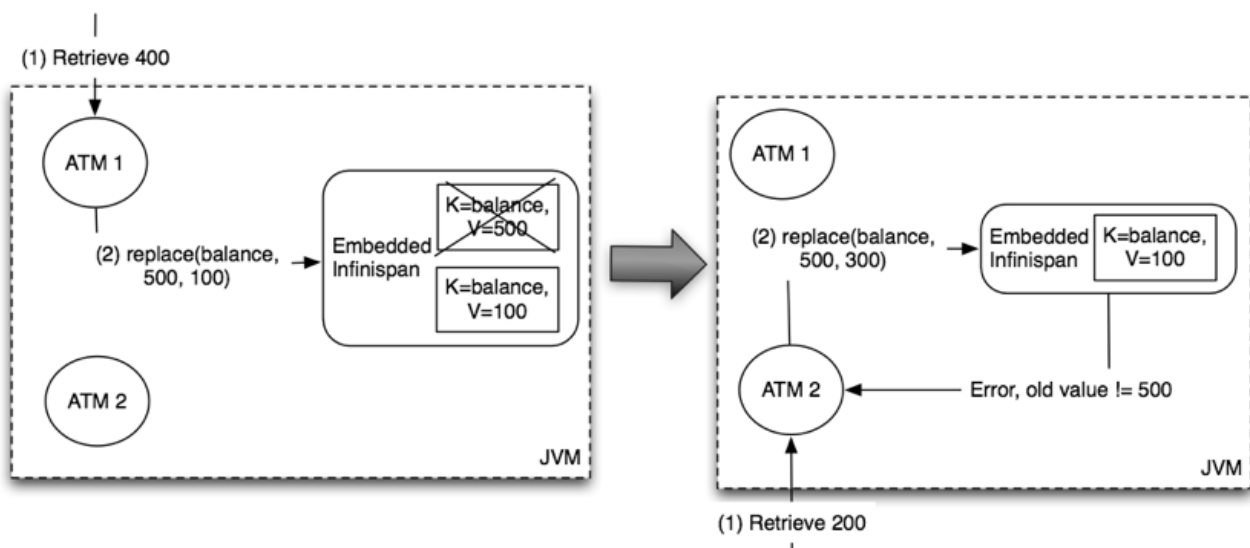 (1) Retrieve 400
ATM 1
(2) replace(balance,
500, 100)
Embedded
Infinispan
K=balance,
V=500
K=balance,
V=100
ATM 2
JVM
ATM 1
(2) replace(balance,
500, 300)
Embedded
Infinispan
K=balance,
V=100
ATM 2
Error, old value != 500
JVM
(1) Retrieve 200